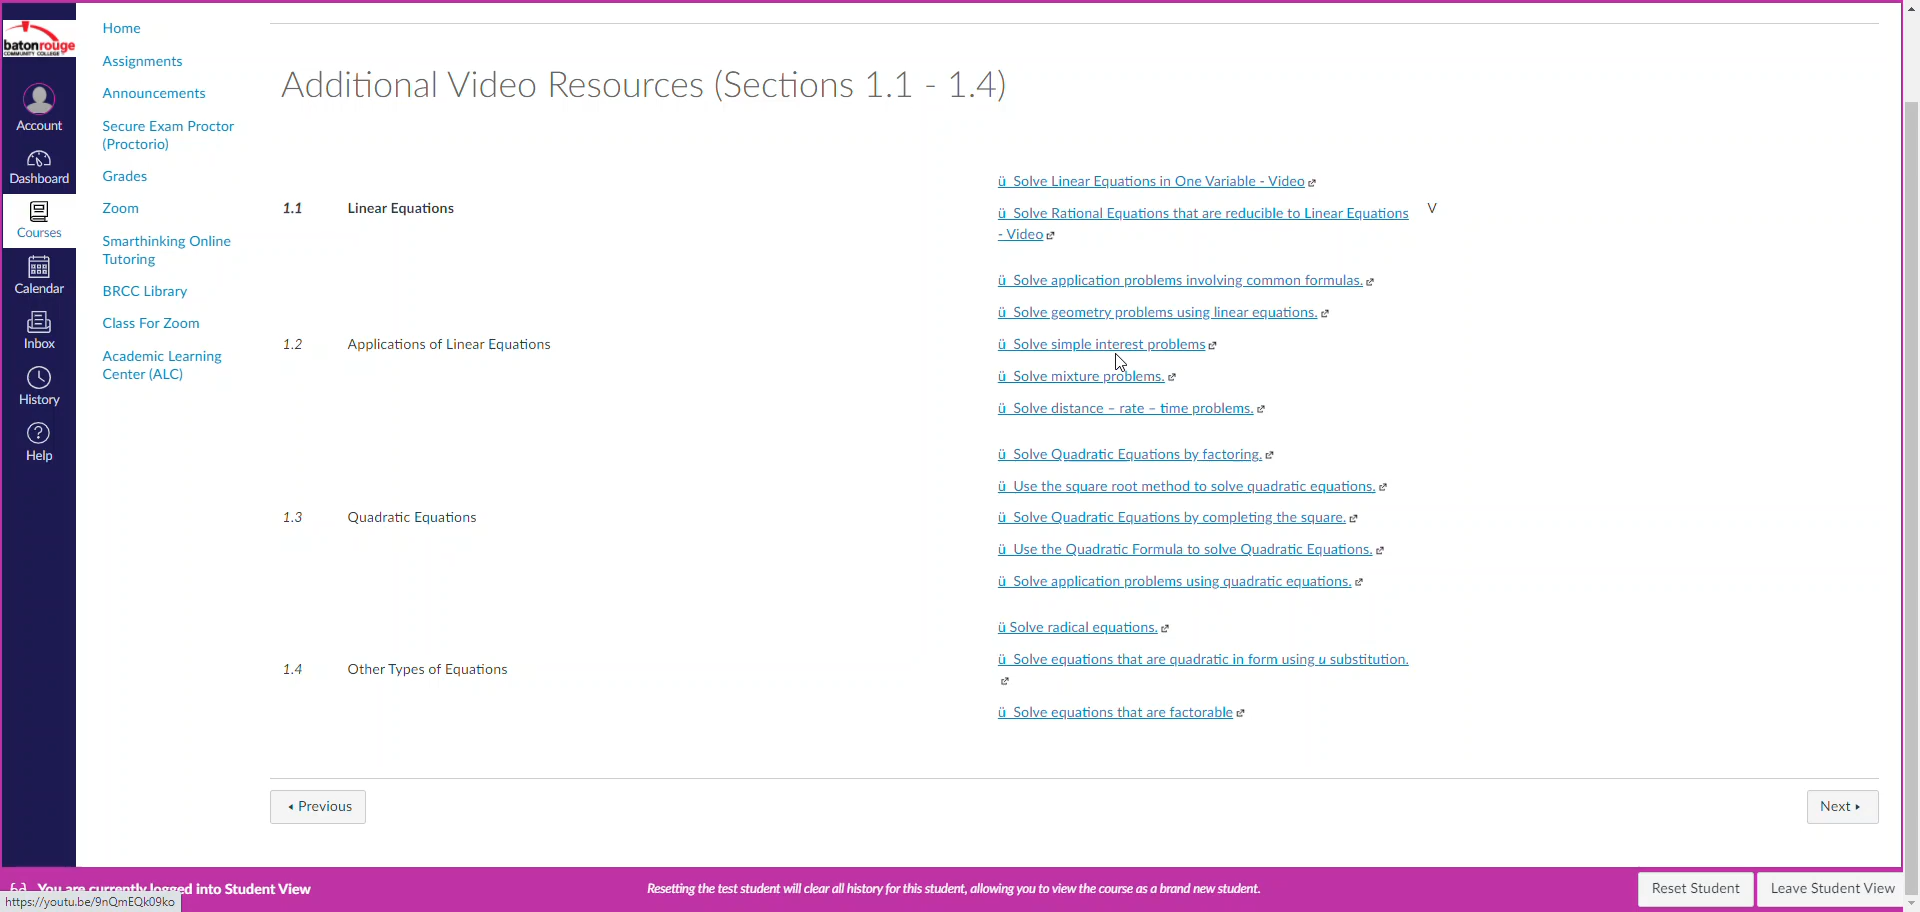 batonrouge
COMMUNITY COLLEGE
Account
Dashboard
Courses
Calendar
Inbox
History
Help
Home
Assignments
Announcements
Secure Exam Proctor
(Proctorio)
Grades
Zoom
Smarthinking Online
Tutoring
BRCC Library
Class For Zoom
Academic Learning
Center (ALC)
Additional Video Resources (Sections 1.1 - 1.4)
1.1 Linear Equations
ü Solve Linear Equations in One Variable - Video
ü Solve Rational Equations that are reducible to Linear Equations V
- Video
1.2 Applications of Linear Equations
ü Solve application problems involving common formulas.
ü Solve geometry problems using linear equations.
ü Solve simple interest problems
ü Solve mixture problems.
ü Solve distance – rate – time problems.
1.3 Quadratic Equations
ü Solve Quadratic Equations by factoring.
ü Use the square root method to solve quadratic equations.
ü Solve Quadratic Equations by completing the square.
ü Use the Quadratic Formula to solve Quadratic Equations.
ü Solve application problems using quadratic equations.
1.4 Other Types of Equations
ü Solve radical equations.
ü Solve equations that are quadratic in form using u substitution.
ü Solve equations that are factorable
Previous
Next
You are currently logged into Student View
Resetting the test student will clear all history for this student, allowing you to view the course as a brand new student.
Reset Student
Leave Student View
https://youtu.be/9nQmEQk09ko